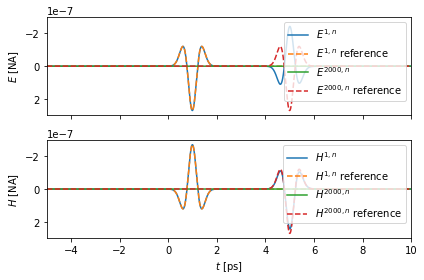 1e−7
−2
0
2
E [NA]
E^{1, n}
E^{1, n} reference
E^{2000, n}
E^{2000, n} reference
1e−7
−2
0
2
H [NA]
H^{1, n}
H^{1, n} reference
H^{2000, n}
H^{2000, n} reference
−4 −2 0 2 4 6 8 10
t [ps]